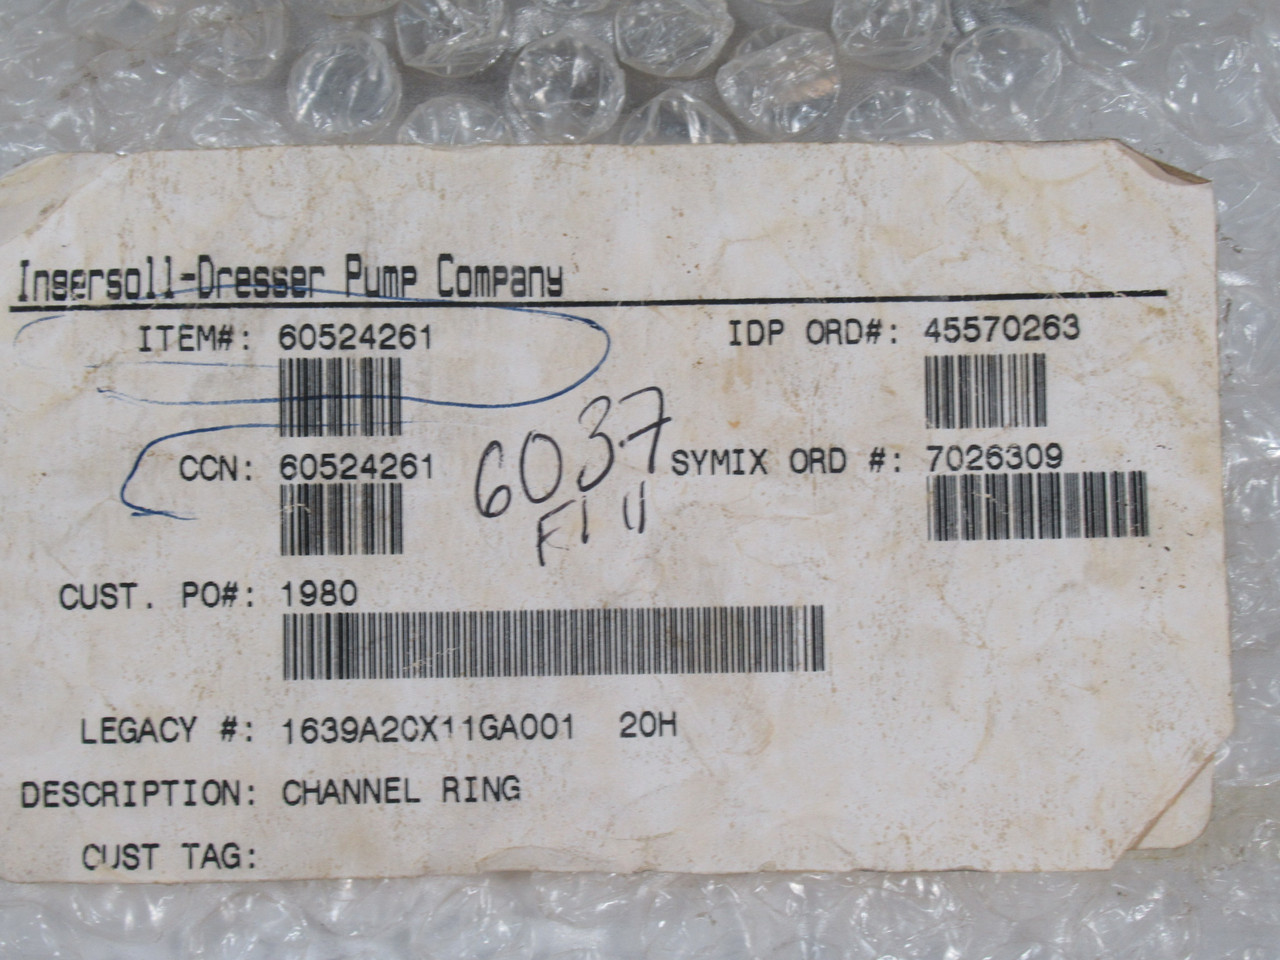 Ingersoll-Dresser Pump Company
ITEM#: 60524261 IDP ORD#: 45570263
CCN: 60524261 SYMIX ORD #: 7026309
6037
CUST. PO#: 1980
LEGACY #: 1639A2CX11GA001 20H
DESCRIPTION: CHANNEL RING
CUST TAG: